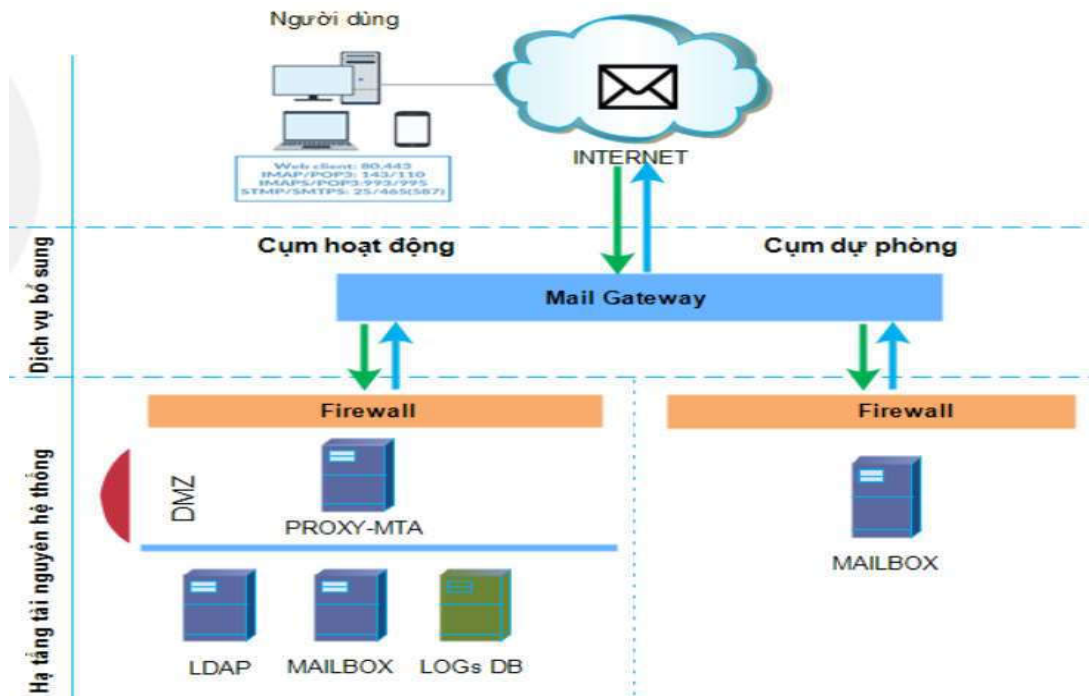 Người dùng
Web client: 80,443
IMAP/POP3: 143/110
IMAPS/POP3:993/995
STMP/SMTPS: 25/465(587)
INTERNET
Dịch vụ bổ sung
Cụm hoạt động
Cụm dự phòng
Mail Gateway
Hạ tầng tài nguyên hệ thống
Firewall
Firewall
DMZ
PROXY-MTA
MAILBOX
LDAP
MAILBOX
LOGs DB